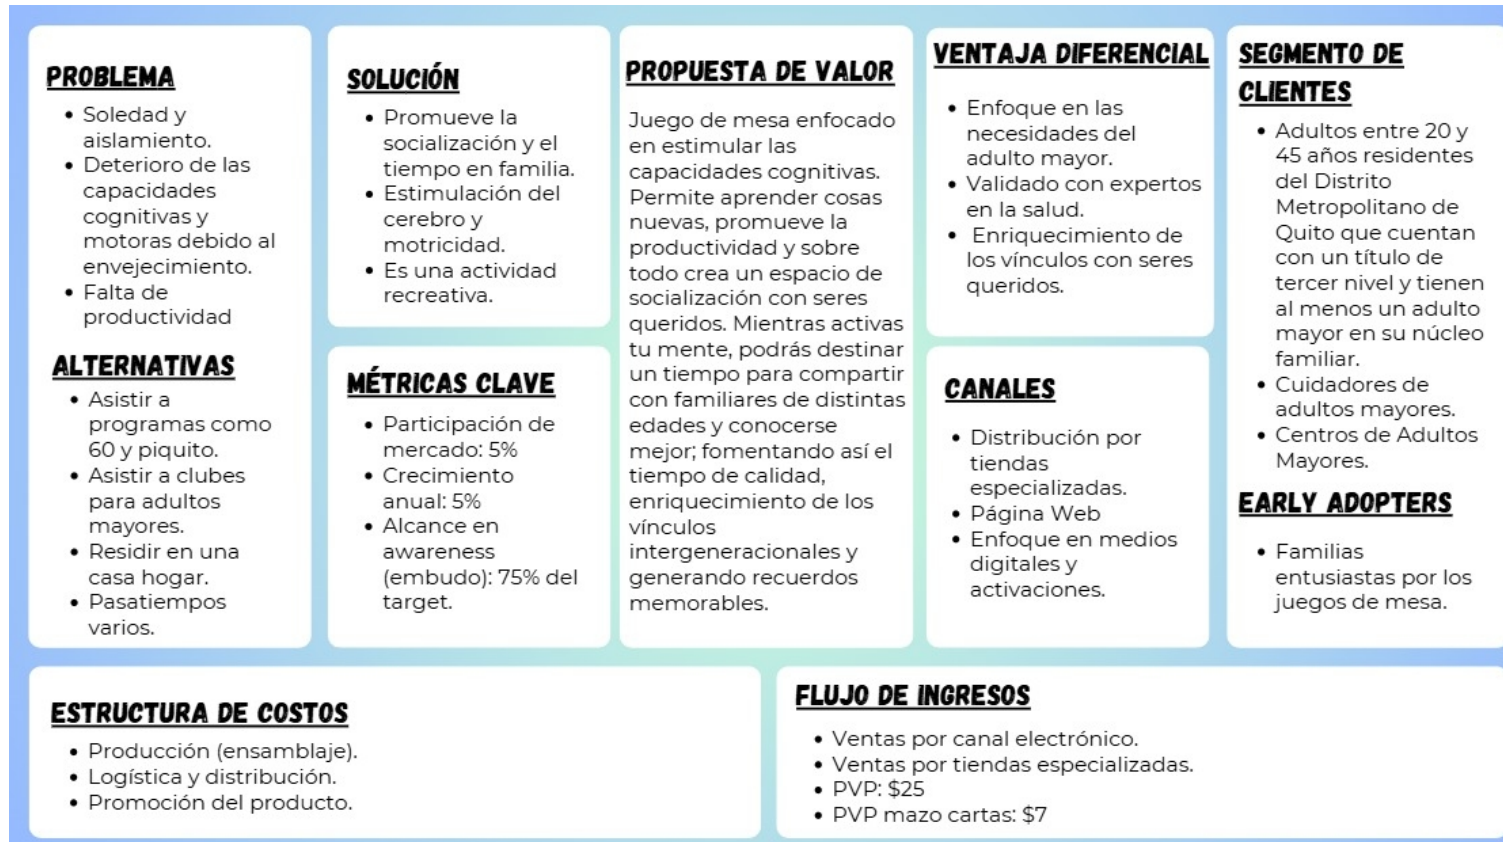 PROBLEMA
• Soledad y
aislamiento.
• Deterioro de las
capacidades
cognitivas y
motoras debido al
envejecimiento.
• Falta de
productividad
ALTERNATIVAS
• Asistir a
programas como
60 y piquito.
• Asistir a clubes
para adultos
mayores.
• Residir en una
casa hogar.
• Pasatiempos
varios.
SOLUCIÓN
• Promueve la
socialización y el
tiempo en familia.
• Estimulación del
cerebro y
motricidad.
• Es una actividad
recreativa.
MÉTRICAS CLAVE
• Participación de
mercado: 5%
• Crecimiento
anual: 5%
• Alcance en
awareness
(embudo): 75% del
target.
PROPUESTA DE VALOR
Juego de mesa enfocado
en estimular las
capacidades cognitivas.
Permite aprender cosas
nuevas, promueve la
productividad y sobre
todo crea un espacio de
socialización con seres
queridos. Mientras activas
tu mente, podrás destinar
un tiempo para compartir
con familiares de distintas
edades y conocerse
mejor; fomentando así el
tiempo de calidad,
enriquecimiento de los
vínculos
intergeneracionales y
generando recuerdos
memorables.
VENTAJA DIFERENCIAL
• Enfoque en las
necesidades del
adulto mayor.
• Validado con expertos
en la salud.
• Enriquecimiento de
los vínculos con seres
queridos.
CANALES
• Distribución por
tiendas
especializadas.
• Página Web
• Enfoque en medios
digitales y
activaciones.
SEGMENTO DE
CLIENTES
• Adultos entre 20 y
45 años residentes
del Distrito
Metropolitano de
Quito que cuentan
con un título de
tercer nivel y tienen
al menos un adulto
mayor en su núcleo
familiar.
• Cuidadores de
adultos mayores.
• Centros de Adultos
Mayores.
EARLY ADOPTERS
• Familias
entusiastas por los
juegos de mesa.
ESTRUCTURA DE COSTOS
• Producción (ensamblaje).
• Logística y distribución.
• Promoción del producto.
FLUJO DE INGRESOS
• Ventas por canal electrónico.
• Ventas por tiendas especializadas.
• PVP: $25
• PVP mazo cartas: $7